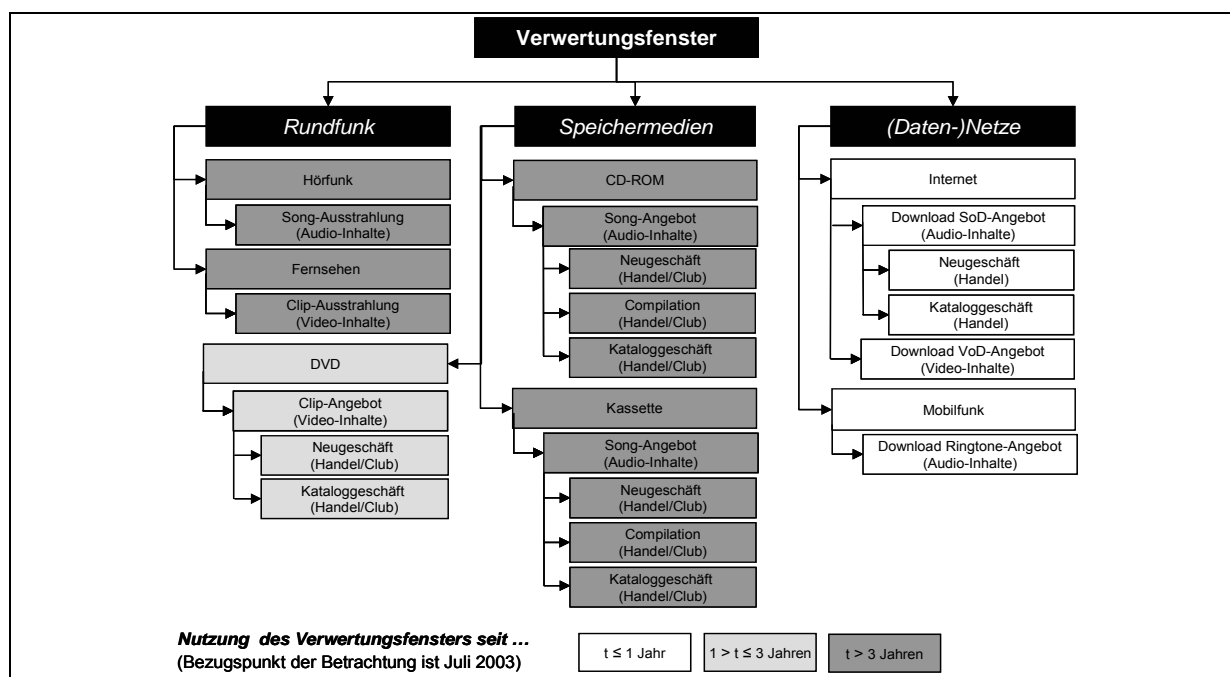 Verwertungsfenster
Rundfunk
Hörfunk
Song-Ausstrahlung
(Audio-Inhalte)
Fernsehen
Clip-Ausstrahlung
(Video-Inhalte)
DVD
Clip-Angebot
(Video-Inhalte)
Neugeschäft
(Handel/Club)
Kataloggeschäft
(Handel/Club)
Speichermedien
CD-ROM
Song-Angebot
(Audio-Inhalte)
Neugeschäft
(Handel/Club)
Compilation
(Handel/Club)
Kataloggeschäft
(Handel/Club)
Kassette
Song-Angebot
(Audio-Inhalte)
Neugeschäft
(Handel/Club)
Compilation
(Handel/Club)
Kataloggeschäft
(Handel/Club)
(Daten-)Netze
Internet
Download SoD-Angebot
(Audio-Inhalte)
Neugeschäft
(Handel)
Kataloggeschäft
(Handel)
Download VoD-Angebot
(Video-Inhalte)
Mobilfunk
Download Ringtone-Angebot
(Audio-Inhalte)
Nutzung des Verwertungsfensters seit …
(Bezugspunkt der Betrachtung ist Juli 2003)
t ≤ 1 Jahr
1 > t ≤ 3 Jahren
t > 3 Jahren